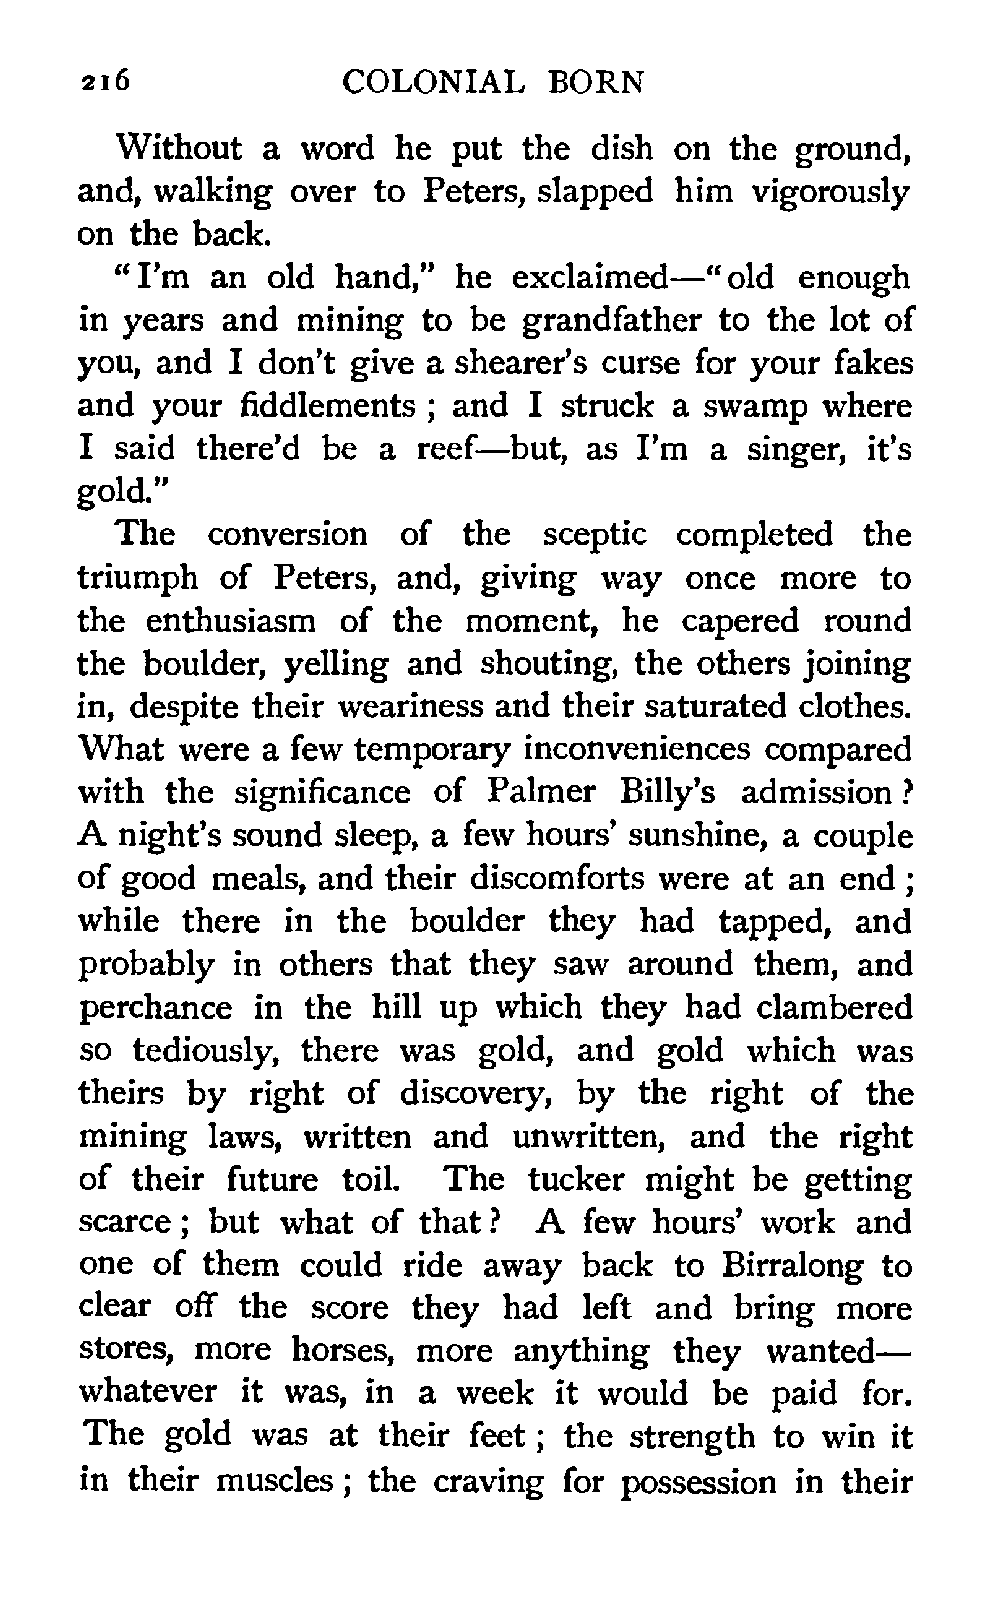 216 COLONIAL BORN
Without a word he put the dish on the ground,
and, walking over to Peters, slapped him vigorously
on the back.
"I'm an old hand," he exclaimed—"old enough
in years and mining to be grandfather to the lot of
you, and I don't give a shearer's curse for your fakes
and your fiddlements ; and I struck a swamp where
I said there'd be a reef—but, as I'm a singer, it's
gold."
The conversion of the sceptic completed the
triumph of Peters, and, giving way once more to
the enthusiasm of the moment, he capered round
the boulder, yelling and shouting, the others joining
in, despite their weariness and their saturated clothes.
What were a few temporary inconveniences compared
with the significance of Palmer Billy's admission ?
A night's sound sleep, a few hours' sunshine, a couple
of good meals, and their discomforts were at an end ;
while there in the boulder they had tapped, and
probably in others that they saw around them, and
perchance in the hill up which they had clambered
so tediously, there was gold, and gold which was
theirs by right of discovery, by the right of the
mining laws, written and unwritten, and the right
of their future toil. The tucker might be getting
scarce ; but what of that ? A few hours' work and
one of them could ride away back to Birralong to
clear off the score they had left and bring more
stores, more horses, more anything they wanted—
whatever it was, in a week it would be paid for.
The gold was at their feet ; the strength to win it
in their muscles ; the craving for possession in their